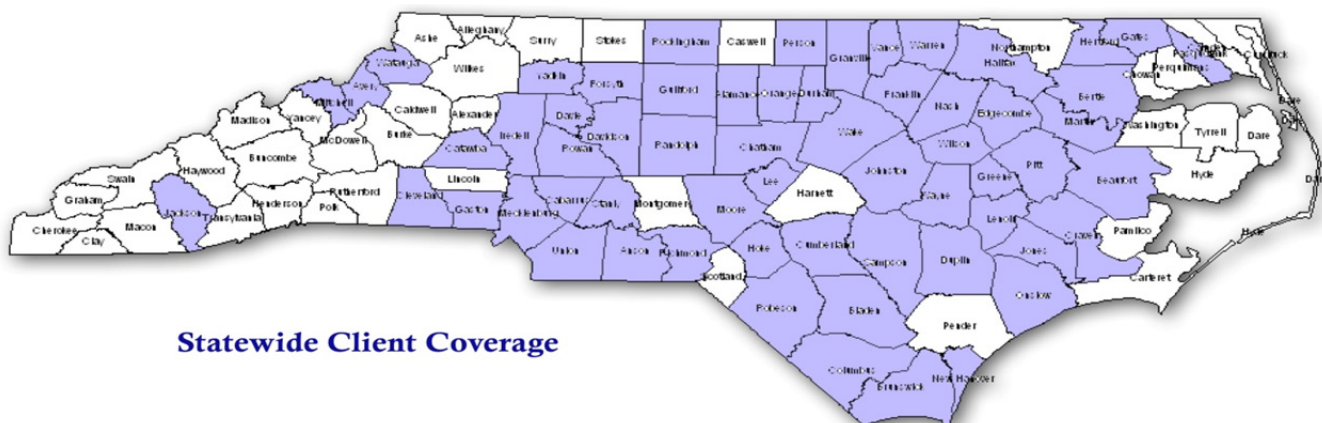 Ashe
Alleghany
Surry
Stokes
Rockingham
Caswell
Person
Granville
Vance
Warren
Northampton
Halifax
Hertford
Gates
Chowan
Perquimans
Watauga
Wilkes
Yadkin
Forsyth
Guilford
Alamance
Orange
Durham
Franklin
Nash
Edgecombe
Bertie
Martin
Washington
Tyrrell
Dare
Dare
Mitchell
Avery
Caldwell
Alexander
Iredell
Davie
Davidson
Randolph
Chatham
Wake
Wilson
Pitt
Beaufort
Hyde
Madison
Yancey
McDowell
Burke
Catawba
Rowan
Johnston
Greene
Swain
Haywood
Buncombe
Rutherford
Lincoln
Lee
Harnett
Wayne
Lenoir
Craven
Pamlico
Graham
Jackson
Transylvania
Henderson
Polk
Cleveland
Gaston
Mecklenburg
Cabarrus
Stanly
Montgomery
Moore
Cherokee
Clay
Macon
Union
Anson
Richmond
Hoke
Cumberland
Sampson
Duplin
Jones
Carteret
Hyde
Scotland
Robeson
Bladen
Onslow
Pender
Statewide Client Coverage
Columbus
Brunswick
New Hanover